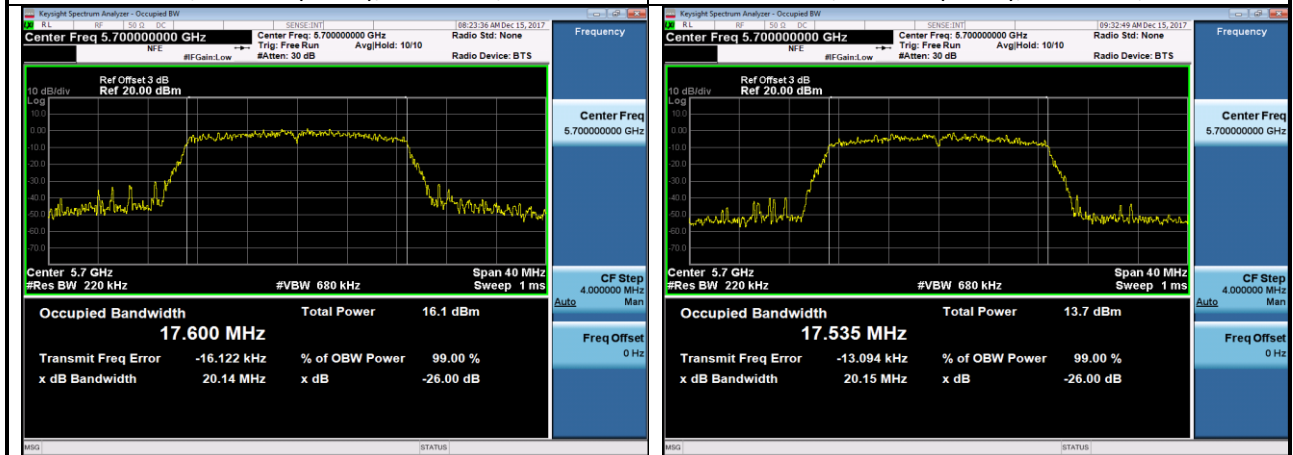 Keysight Spectrum Analyzer - Occupied BW
RL RF 50 Ω DC SENSE:INT 08:23:36 AM Dec 15, 2017
Center Freq 5.700000000 GHz Center Freq: 5.700000000 GHz Radio Std: None Frequency
NFE Trig: Free Run Avg|Hold: 10/10
#IFGain:Low #Atten: 30 dB Radio Device: BTS
Ref Offset 3 dB
10 dB/div Ref 20.00 dBm
Log
10.0
0.00
-10.0
-20.0
-30.0
-40.0
-50.0
-60.0
-70.0
Center Freq
5.700000000 GHz
Center 5.7 GHz Span 40 MHz
#Res BW 220 kHz #VBW 680 kHz Sweep 1 ms
CF Step
4.000000 MHz
Auto Man
Occupied Bandwidth Total Power 16.1 dBm
17.600 MHz
Freq Offset
0 Hz
Transmit Freq Error -16.122 kHz % of OBW Power 99.00 %
x dB Bandwidth 20.14 MHz x dB -26.00 dB
MSG STATUS
Keysight Spectrum Analyzer - Occupied BW
RL RF 50 Ω DC SENSE:INT 09:32:49 AM Dec 15, 2017
Center Freq 5.700000000 GHz Center Freq: 5.700000000 GHz Radio Std: None Frequency
NFE Trig: Free Run Avg|Hold: 10/10
#IFGain:Low #Atten: 30 dB Radio Device: BTS
Ref Offset 3 dB
10 dB/div Ref 20.00 dBm
Log
10.0
0.00
-10.0
-20.0
-30.0
-40.0
-50.0
-60.0
-70.0
Center Freq
5.700000000 GHz
Center 5.7 GHz Span 40 MHz
#Res BW 220 kHz #VBW 680 kHz Sweep 1 ms
CF Step
4.000000 MHz
Auto Man
Occupied Bandwidth Total Power 13.7 dBm
17.535 MHz
Freq Offset
0 Hz
Transmit Freq Error -13.094 kHz % of OBW Power 99.00 %
x dB Bandwidth 20.15 MHz x dB -26.00 dB
MSG STATUS